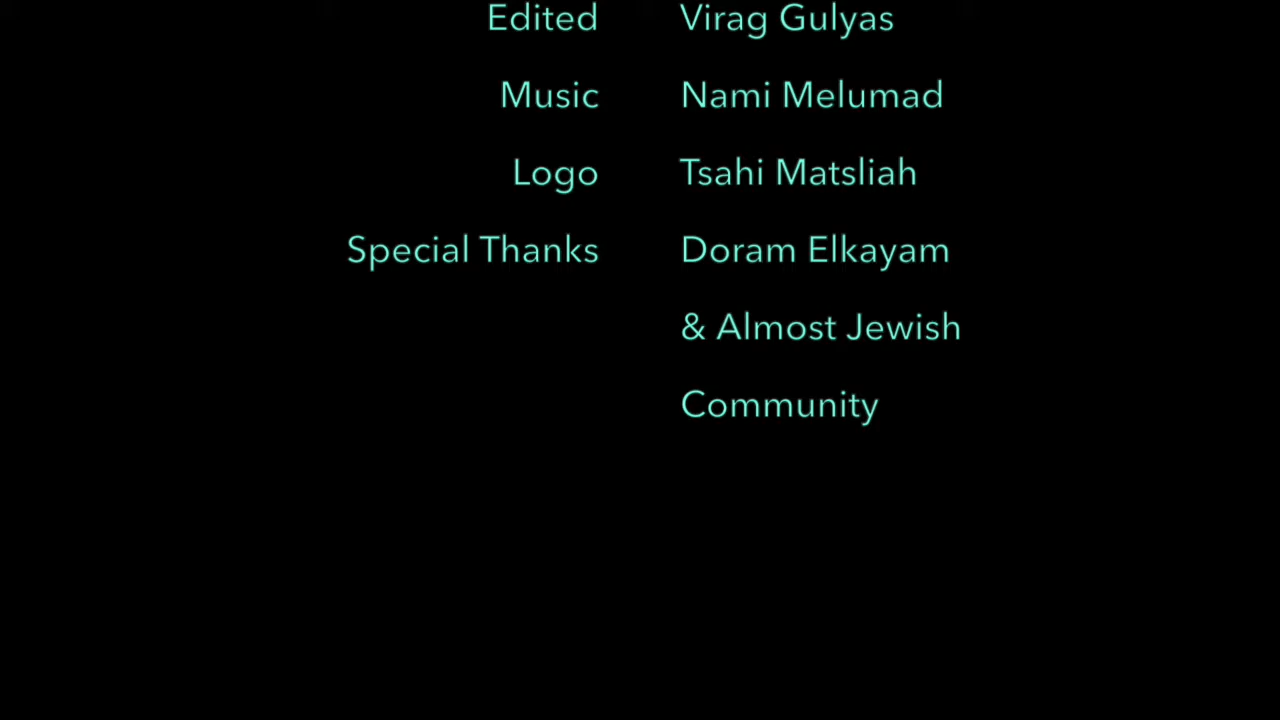 Edited Virag Gulyas
Music Nami Melumad
Logo Tsahi Matsliah
Special Thanks Doram Elkayam
& Almost Jewish
Community